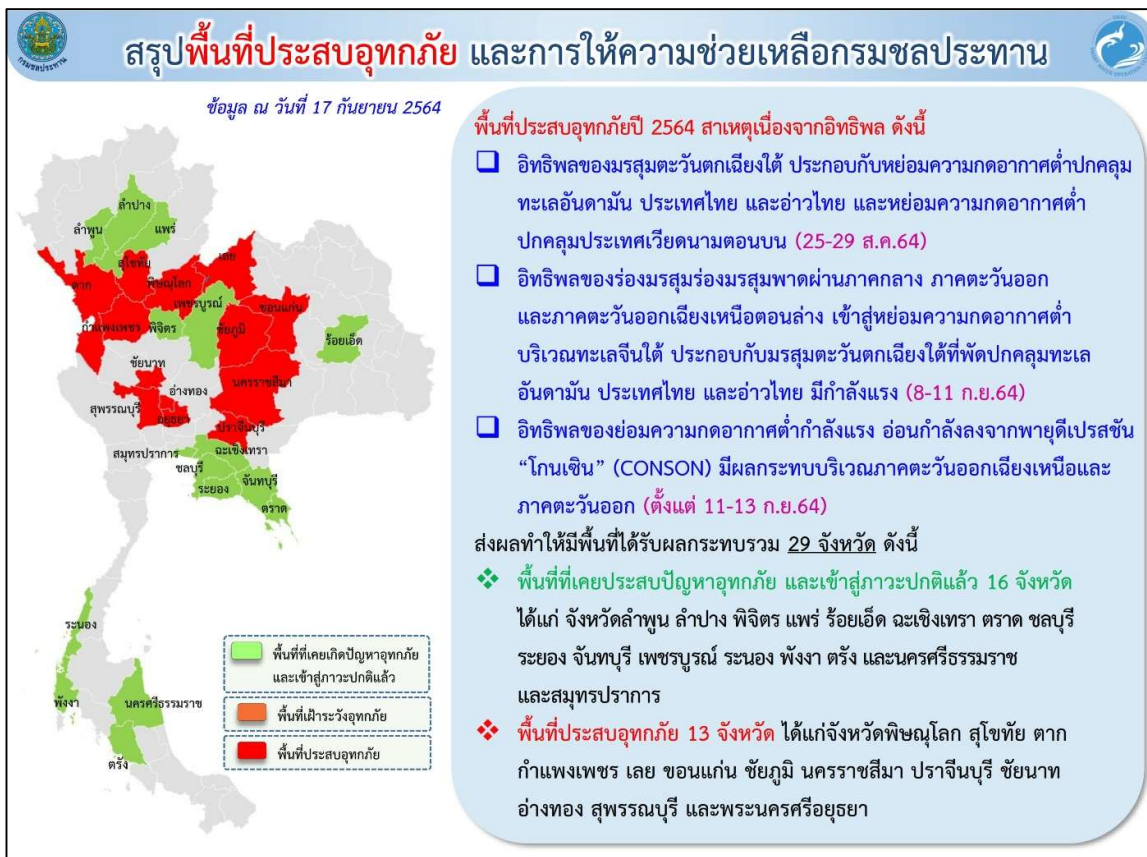 สรุปพื้นที่ประสบอุทกภัย และการให้ความช่วยเหลือกรมชลประทาน
กรมชลประทาน
ข้อมูล ณ วันที่ 17 กันยายน 2564
ลำปาง
ลำพูน
แพร่
สุโขทัย
เลย
ตาก
พิษณุโลก
เพชรบูรณ์
ขอนแก่น
กำแพงเพชร
พิจิตร
ชัยภูมิ
ร้อยเอ็ด
ชัยนาท
อ่างทอง
นครราชสีมา
สุพรรณบุรี
อยุธยา
ปราจีนบุรี
สมุทรปราการ
ฉะเชิงเทรา
ชลบุรี
ระยอง
จันทบุรี
ตราด
ระนอง
พังงา
นครศรีธรรมราช
ตรัง
พื้นที่ที่เคยเกิดปัญหาอุทกภัย
และเข้าสู่ภาวะปกติแล้ว
พื้นที่เฝ้าระวังอุทกภัย
พื้นที่ประสบอุทกภัย
พื้นที่ประสบอุทกภัยปี 2564 สาเหตุเนื่องจากอิทธิพล ดังนี้
❑ อิทธิพลของมรสุมตะวันตกเฉียงใต้ ประกอบกับหย่อมความกดอากาศต่ำปกคลุม
ทะเลอันดามัน ประเทศไทย และอ่าวไทย และหย่อมความกดอากาศต่ำ
ปกคลุมประเทศเวียดนามตอนบน (25-29 ส.ค.64)
❑ อิทธิพลของร่องมรสุมร่องมรสุมพาดผ่านภาคกลาง ภาคตะวันออก
และภาคตะวันออกเฉียงเหนือตอนล่าง เข้าสู่หย่อมความกดอากาศต่ำ
บริเวณทะเลจีนใต้ ประกอบกับมรสุมตะวันตกเฉียงใต้ที่พัดปกคลุมทะเล
อันดามัน ประเทศไทย และอ่าวไทย มีกำลังแรง (8-11 ก.ย.64)
❑ อิทธิพลของย่อมความกดอากาศต่ำกำลังแรง อ่อนกำลังลงจากพายุดีเปรสชัน
“โกนเซิน” (CONSON) มีผลกระทบบริเวณภาคตะวันออกเฉียงเหนือและ
ภาคตะวันออก (ตั้งแต่ 11-13 ก.ย.64)
ส่งผลทำให้มีพื้นที่ได้รับผลกระทบรวม 29 จังหวัด ดังนี้
❖ พื้นที่ที่เคยประสบปัญหาอุทกภัย และเข้าสู่ภาวะปกติแล้ว 16 จังหวัด
ได้แก่ จังหวัดลำพูน ลำปาง พิจิตร แพร่ ร้อยเอ็ด ฉะเชิงเทรา ตราด ชลบุรี
ระยอง จันทบุรี เพชรบูรณ์ ระนอง พังงา ตรัง และนครศรีธรรมราช
และสมุทรปราการ
❖ พื้นที่ประสบอุทกภัย 13 จังหวัด ได้แก่จังหวัดพิษณุโลก สุโขทัย ตาก
กำแพงเพชร เลย ขอนแก่น ชัยภูมิ นครราชสีมา ปราจีนบุรี ชัยนาท
อ่างทอง สุพรรณบุรี และพระนครศรีอยุธยา